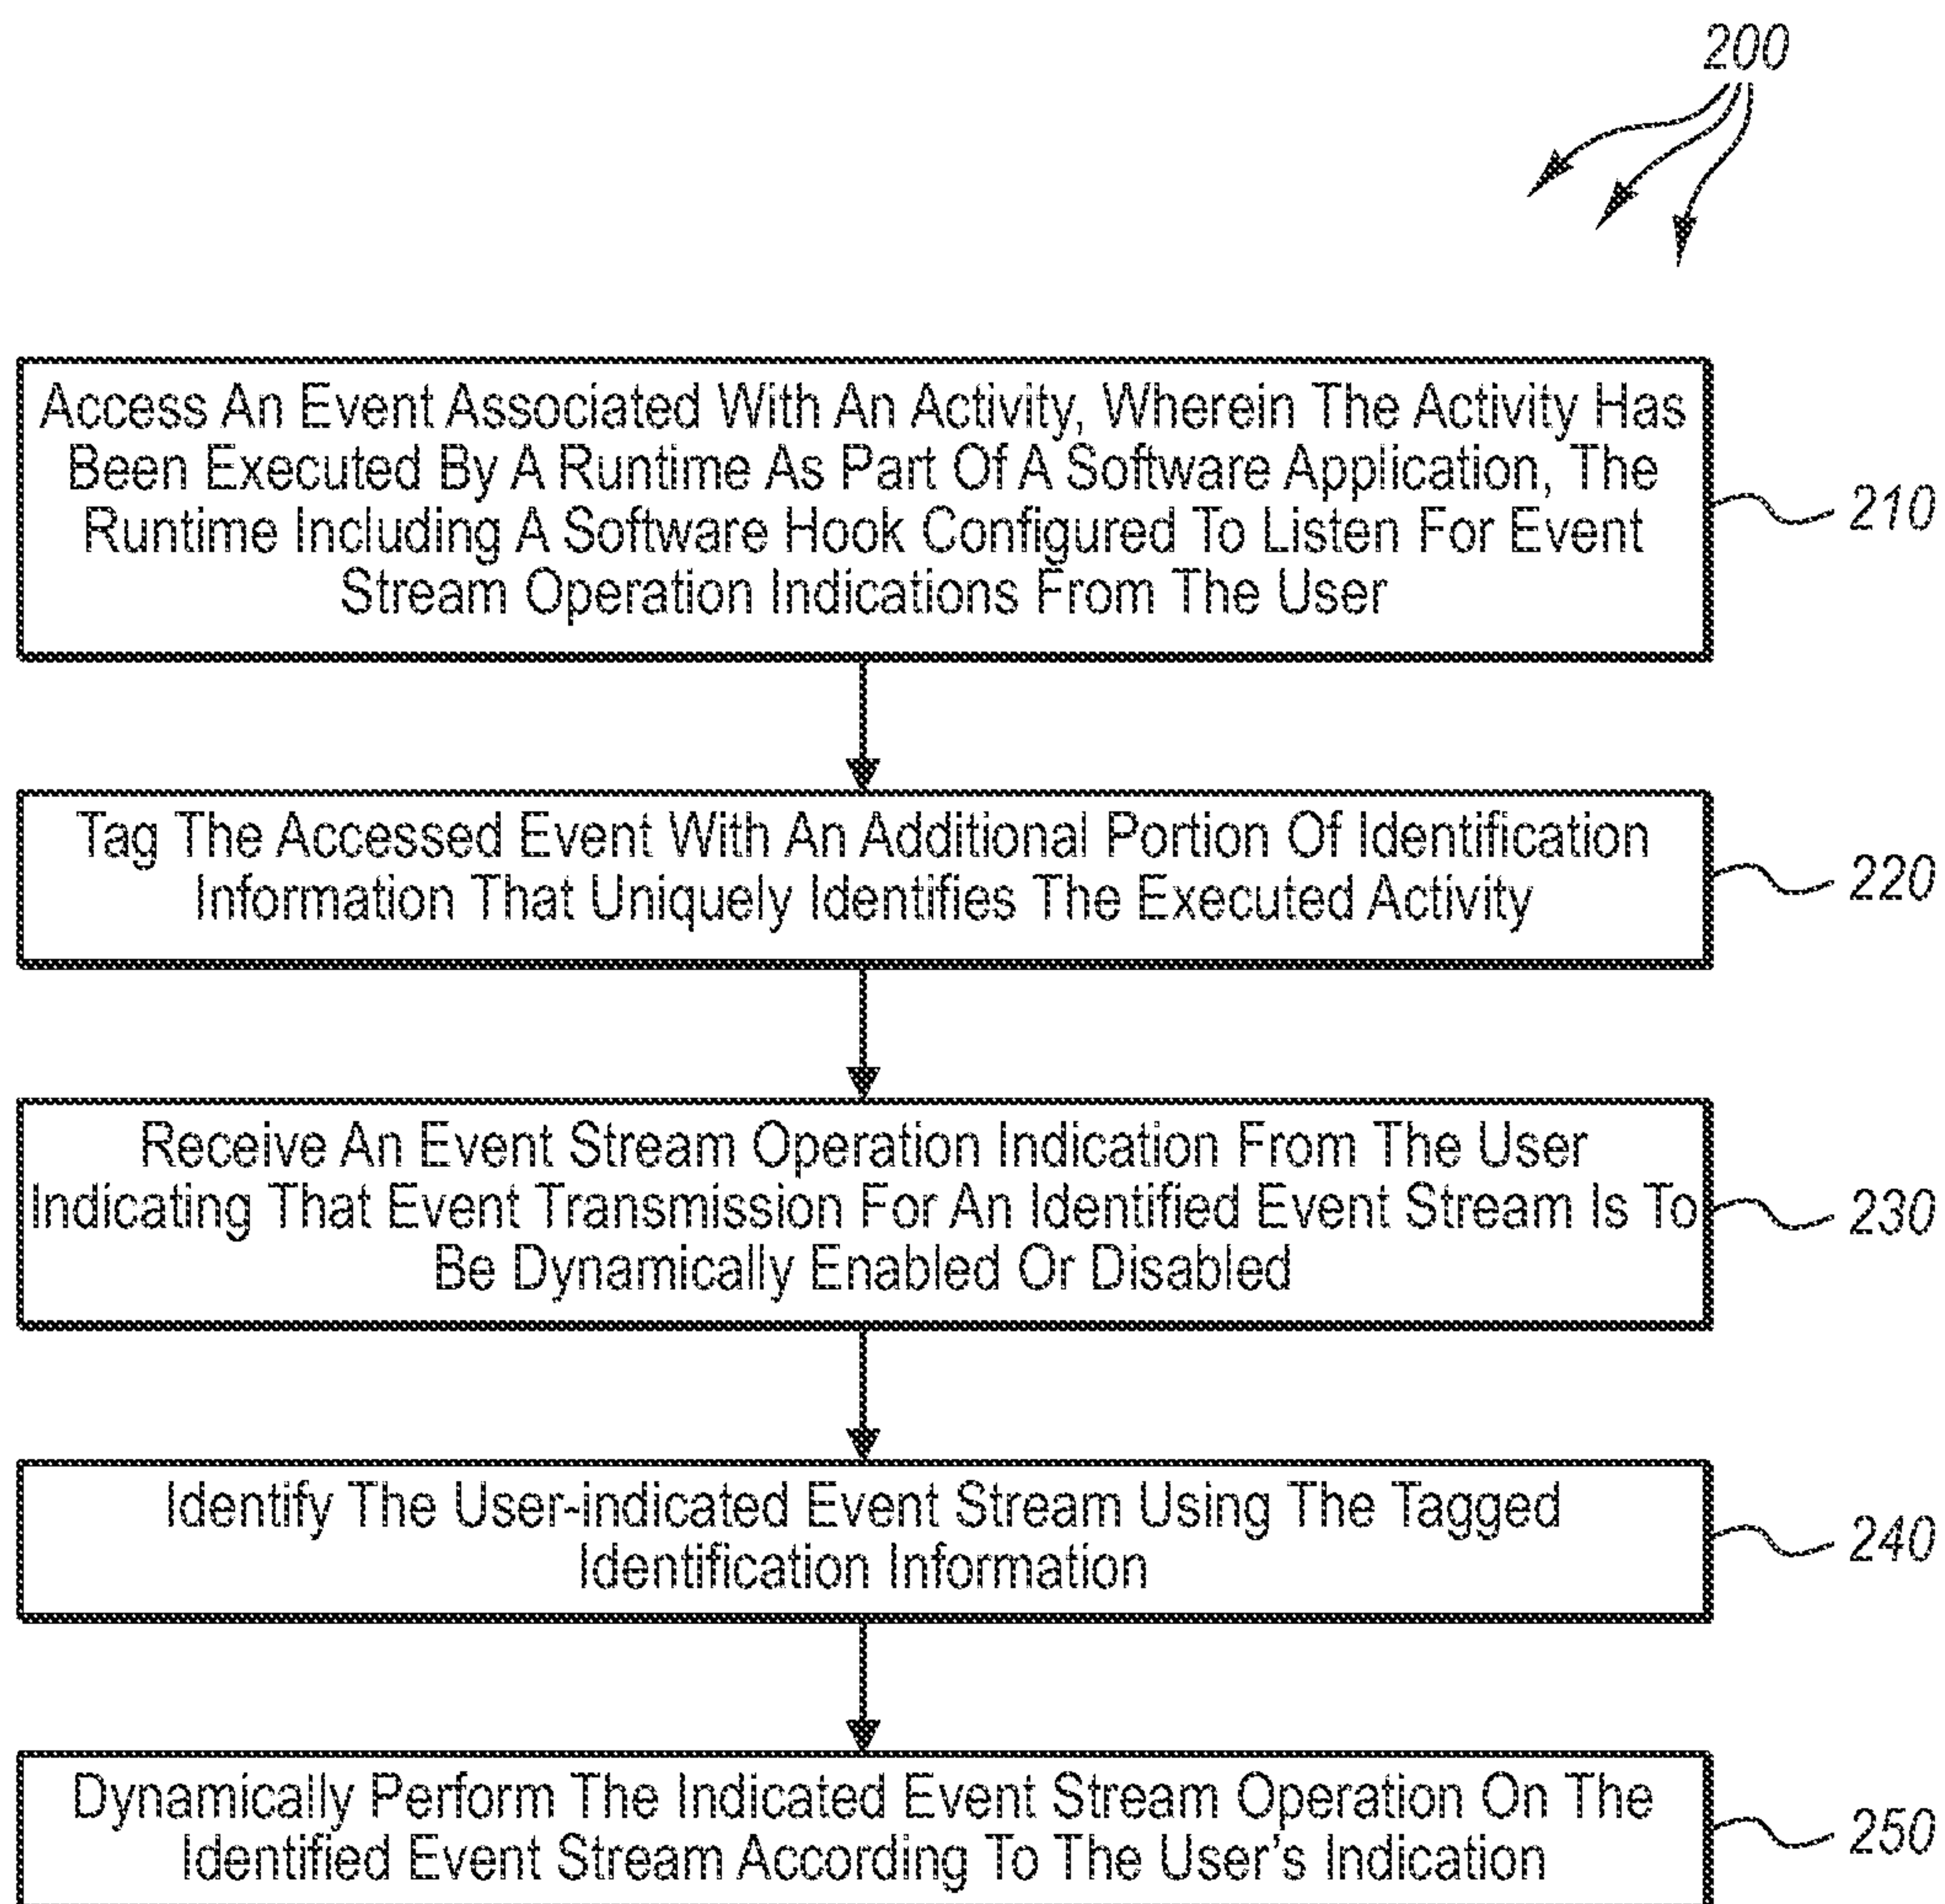 200
Access An Event Associated With An Activity, Wherein The Activity Has
Been Executed By A Runtime As Part Of A Software Application, The
Runtime Including A Software Hook Configured To Listen For Event
Stream Operation Indications From The User
210
Tag The Accessed Event With An Additional Portion Of Identification
Information That Uniquely Identifies The Executed Activity
220
Receive An Event Stream Operation Indication From The User
Indicating That Event Transmission For An Identified Event Stream Is To
Be Dynamically Enabled Or Disabled
230
Identify The User-indicated Event Stream Using The Tagged
Identification Information
240
Dynamically Perform The Indicated Event Stream Operation On The
Identified Event Stream According To The User's Indication
250